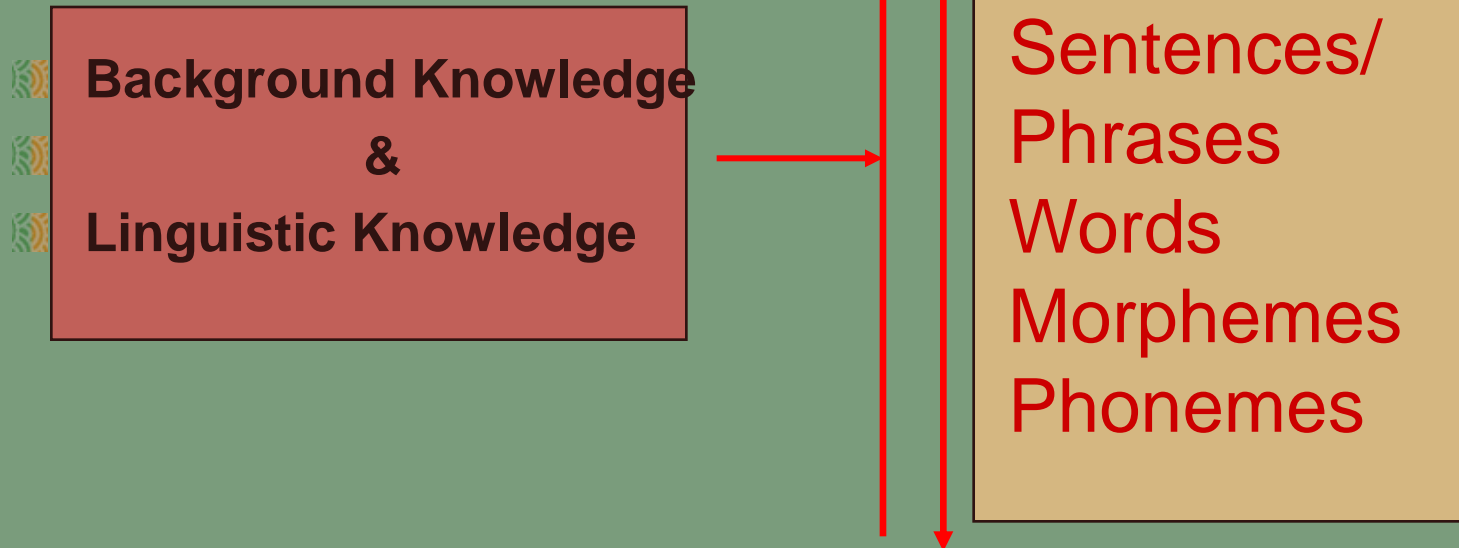 Background Knowledge
&
Linguistic Knowledge
Sentences/
Phrases
Words
Morphemes
Phonemes